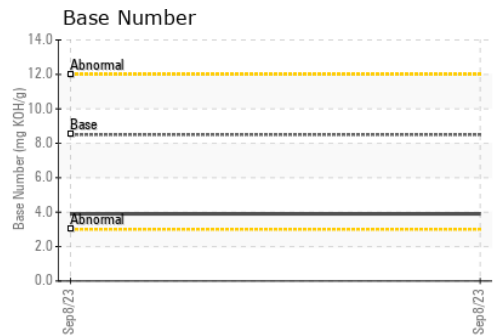 Base Number
Base Number (mg KOH/g)
14.0
12.0
10.0
8.0
6.0
4.0
2.0
0.0
Abnormal
Base
Abnormal
Sep8/23
Sep8/23